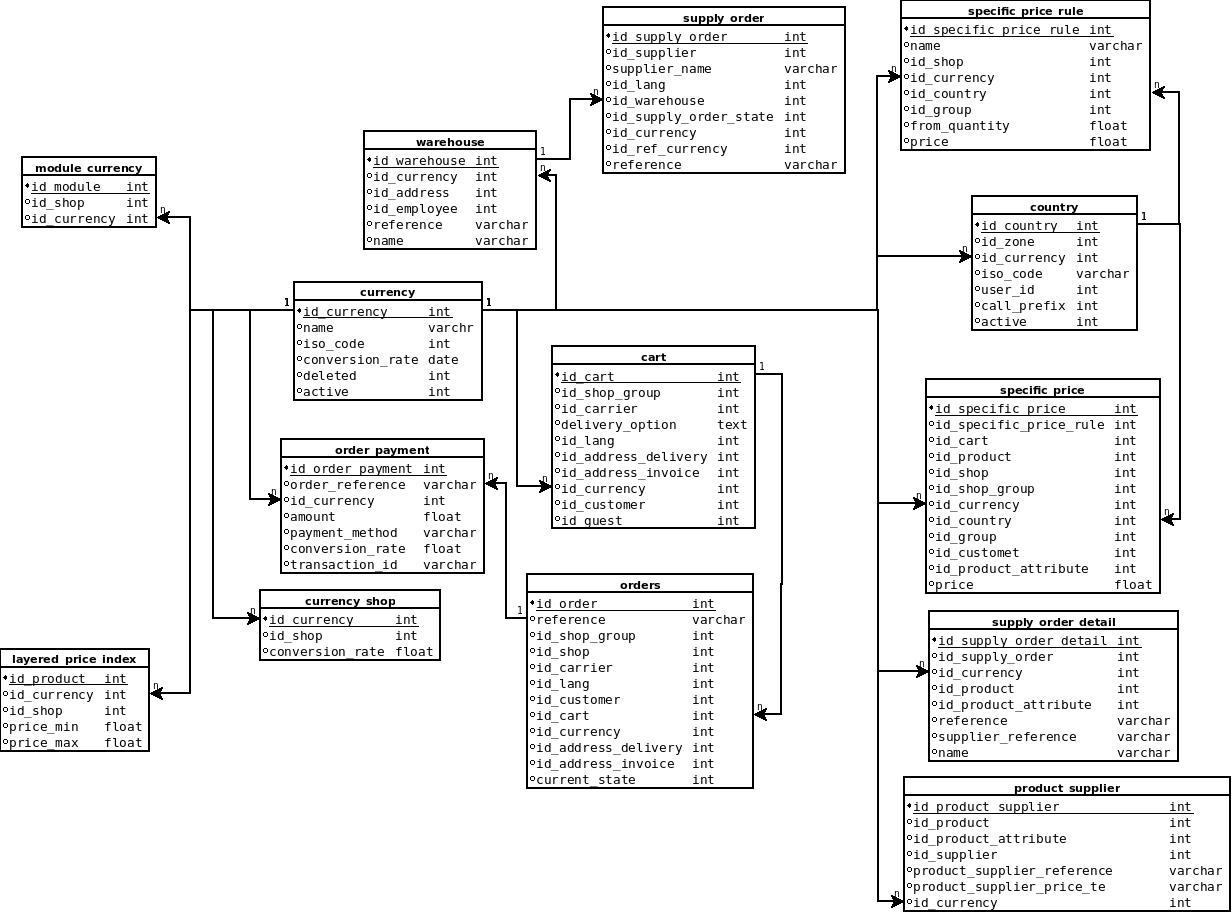 supply order
id_supply_order int
id_supplier int
supplier_name varchar
id_lang int
id_warehouse int
id_supply_order_state int
id_currency int
id_ref_currency int
reference varchar
specific price rule
id_specific_price_rule int
name varchar
id_shop int
id_currency int
id_country int
id_group int
from_quantity float
price float
warehouse
id_warehouse int
id_currency int
id_address int
id_employee int
reference varchar
name varchar
module currency
id_module int
id_shop int
id_currency int
country
id_country int
id_zone int
id_currency int
iso_code varchar
user_id int
call_prefix int
active int
currency
id_currency int
name varchr
iso_code int
conversion_rate date
deleted int
active int
cart
id_cart int
id_shop_group int
id_carrier int
delivery_option text
id_lang int
id_address_delivery int
id_address_invoice int
id_currency int
id_customer int
id_guest int
specific price
id_specific_price int
id_specific_price_rule int
id_cart int
id_product int
id_shop int
id_shop_group int
id_currency int
id_country int
id_group int
id_customet int
id_product_attribute int
price float
order payment
id_order_payment int
order_reference varchar
id_currency int
amount float
payment_method varchar
conversion_rate float
transaction_id varchar
orders
id_order int
reference varchar
id_shop_group int
id_shop int
id_carrier int
id_lang int
id_customer int
id_cart int
id_currency int
id_address_delivery int
id_address_invoice int
current_state int
currency shop
id_currency int
id_shop int
conversion_rate float
layered price index
id_product int
id_currency int
id_shop int
price_min float
price_max float
supply order detail
id_supply_order_detail int
id_supply_order int
id_currency int
id_product int
id_product_attribute int
reference varchar
supplier_reference varchar
name varchar
product supplier
id_product_supplier int
id_product int
id_product_attribute int
id_supplier int
product_supplier_reference varchar
product_supplier_price_te varchar
id_currency int
1
n
n
n
n
1
n
n
1
1
1
n
n
n
n
n
1
n
n
n
n
n